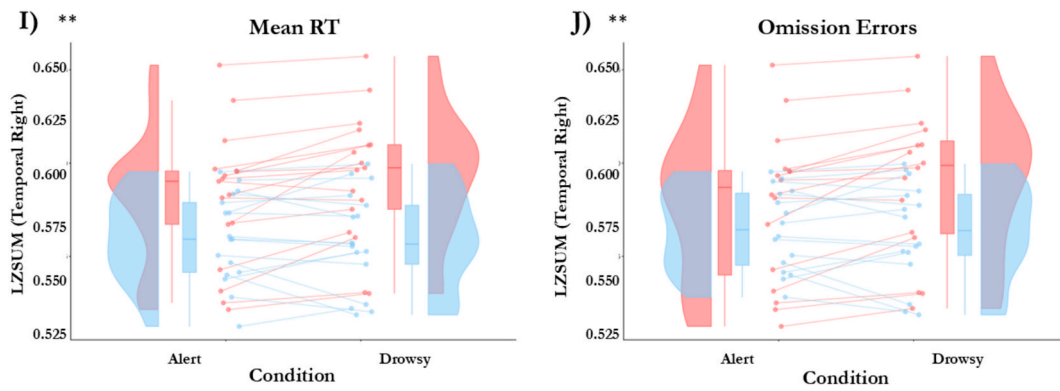 I) ** Mean RT
LZSUM (Temporal Right)
0.650
0.625
0.600
0.575
0.550
0.525
Alert Drowsy
Condition
J) ** Omission Errors
LZSUM (Temporal Right)
0.650
0.625
0.600
0.575
0.550
0.525
Alert Drowsy
Condition